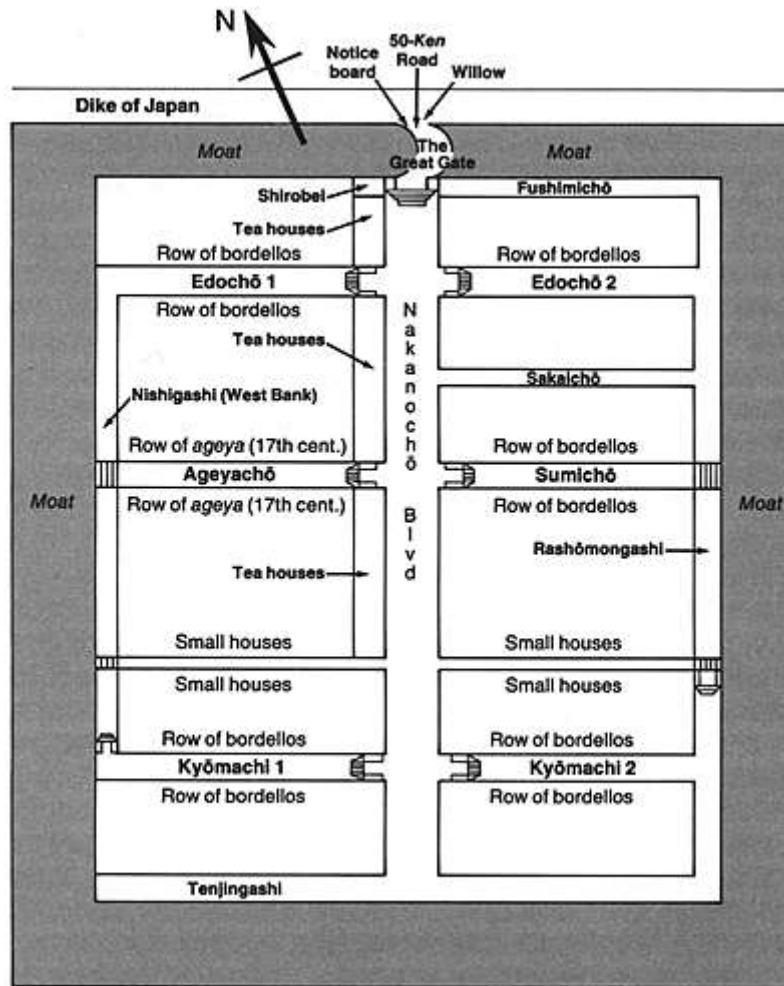 N
Notice
board
50-Ken
Road
Willow
Dike of Japan
Moat
The
Great Gate
Moat
Shirobei
Fushimichō
Tea houses
Row of bordellos
Row of bordellos
Edochō 1
Edochō 2
Row of bordellos
Tea houses
Nakanochō Blvd
Sakaichō
Nishigashi (West Bank)
Row of ageya (17th cent.)
Row of bordellos
Ageyachō
Sumichō
Moat
Row of ageya (17th cent.)
Row of bordellos
Moat
Rashōmongashi
Tea houses
Small houses
Small houses
Small houses
Small houses
Row of bordellos
Row of bordellos
Kyōmachi 1
Kyōmachi 2
Row of bordellos
Row of bordellos
Tenjingashi